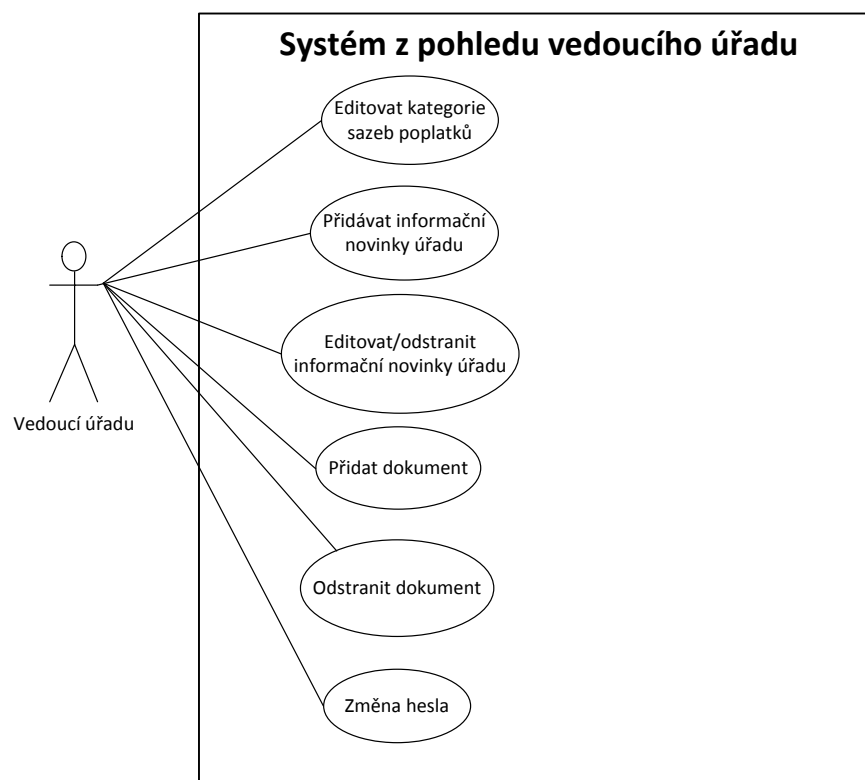 Systém z pohledu vedoucího úřadu
Editovat kategorie
sazeb poplatků
Přidávat informační
novinky úřadu
Editovat/odstranit
informační novinky úřadu
Vedoucí úřadu
Přidat dokument
Odstranit dokument
Změna hesla